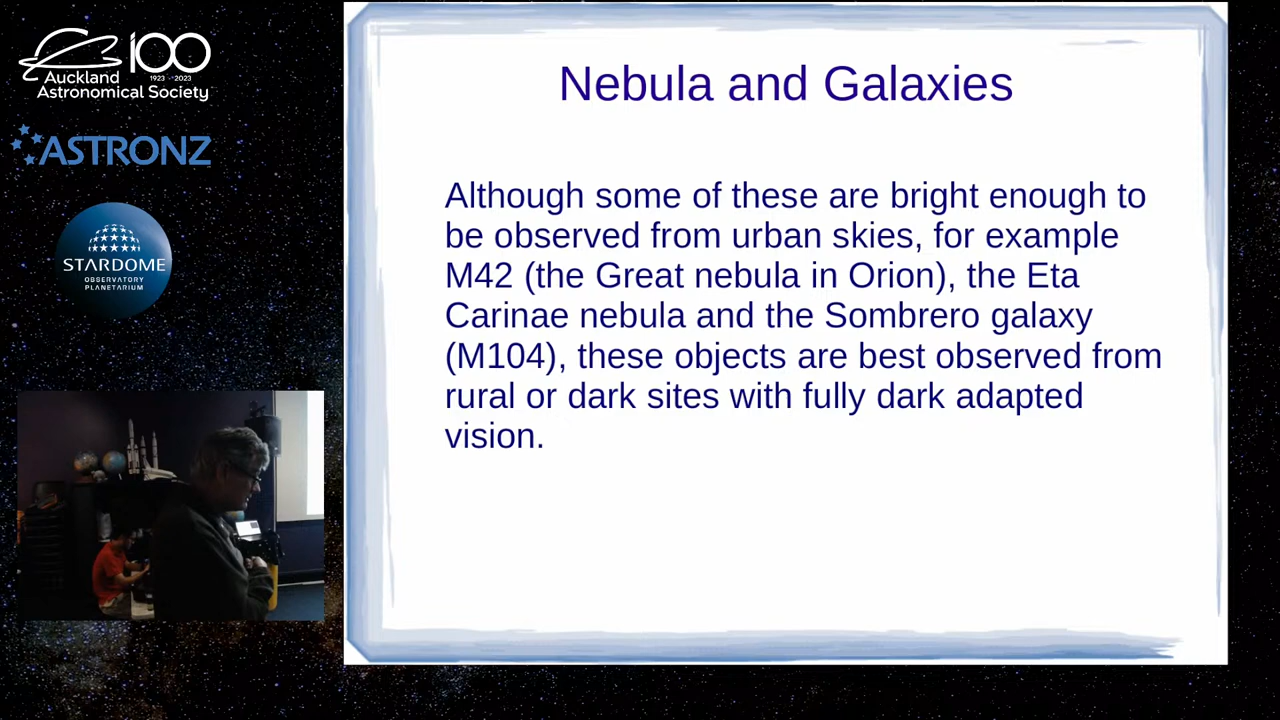 100
1923 - 2023
Auckland
Astronomical Society
ASTRONZ
STARDOME
OBSERVATORY
PLANETARIUM
Nebula and Galaxies
Although some of these are bright enough to
be observed from urban skies, for example
M42 (the Great nebula in Orion), the Eta
Carinae nebula and the Sombrero galaxy
(M104), these objects are best observed from
rural or dark sites with fully dark adapted
vision.